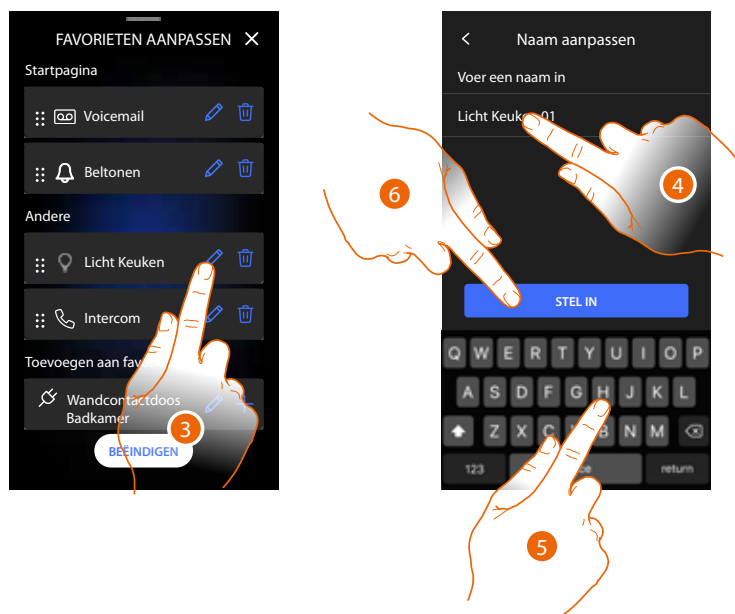 FAVORIETEN AANPASSEN
Startpagina
Voicemail
Beltonen
Andere
Licht Keuken
Intercom
Toevoegen aan fav
Wandcontactdoos
Badkamer
3
BEËINDIGEN
Naam aanpassen
Voer een naam in
Licht Keuken 01
4
6
STEL IN
Q W E R T Y U I O P
A S D F G H J K L
Z X C B N M
123 return
5